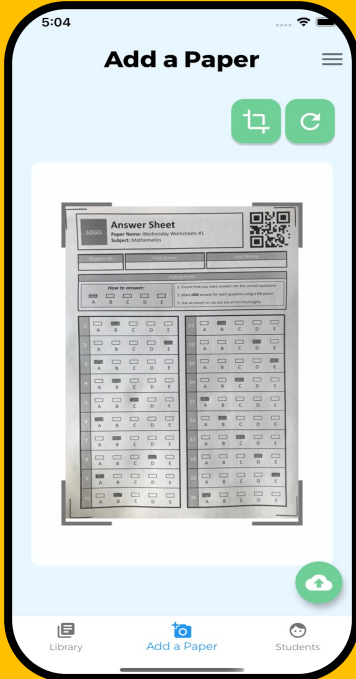 5:04
Add a Paper
LOGO
Answer Sheet
Paper Name: Wednesday Worksheets #1
Subject: Mathematics
Student ID
First Name
Last Name
Instructions
How to answer:
A B C D E
1. Ensure that you mark answers for the correct question.
2. Mark ONE answer for each question using a HB pencil.
3. Use an eraser to rub out any errors thoroughly.
A B C D E A B C D E
A B C D E A B C D E
A B C D E A B C D E
A B C D E A B C D E
A B C D E A B C D E
A B C D E A B C D E
A B C D E A B C D E
A B C D E A B C D E
A B C D E A B C D E
A B C D E A B C D E
Library
Add a Paper
Students